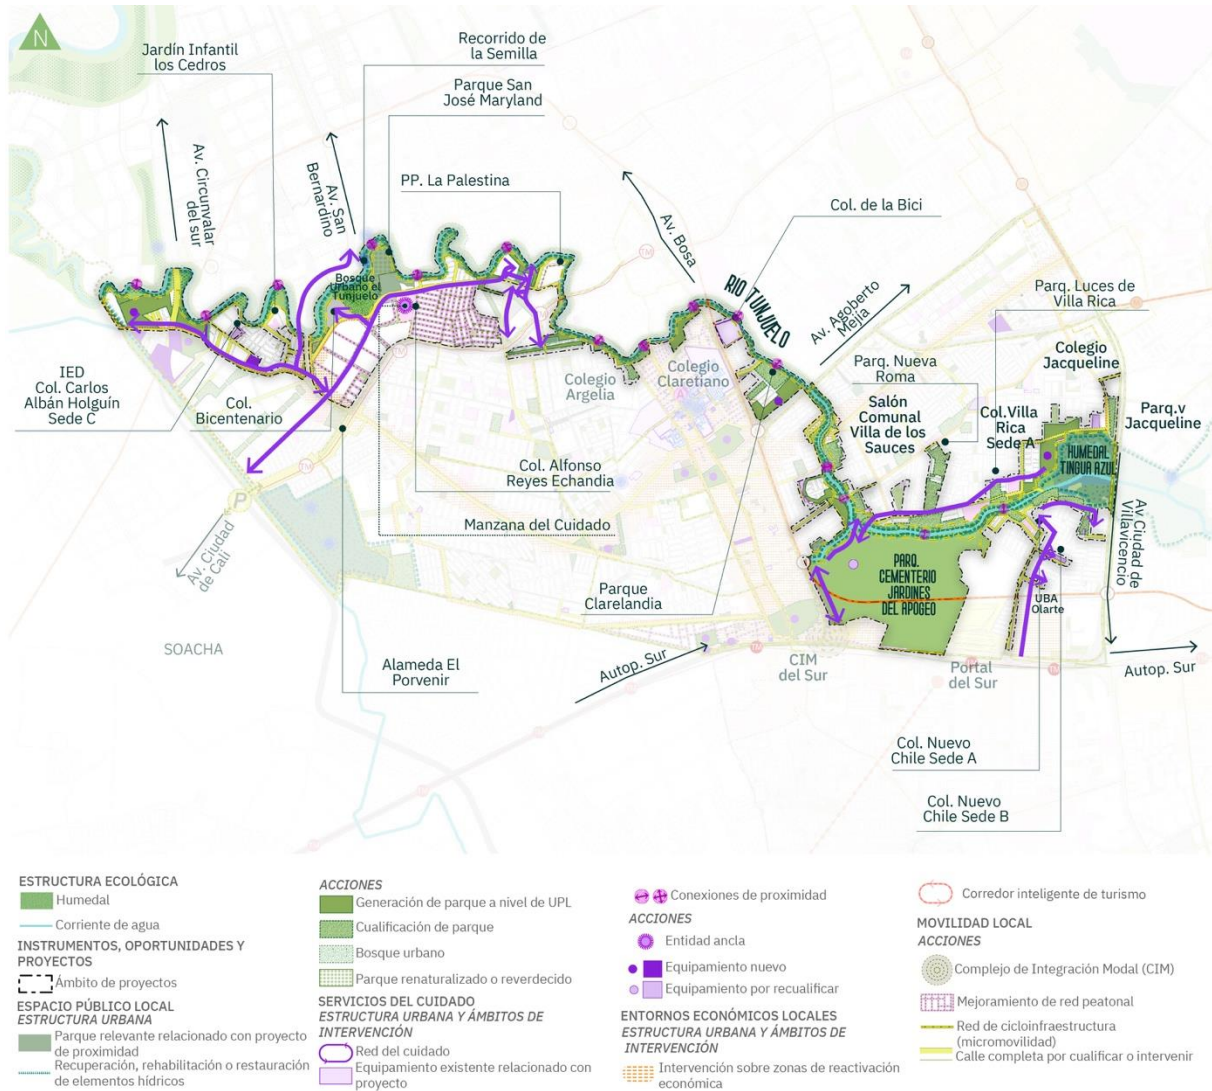 N
Jardín Infantil
los Cedros
Recorrido de
la Semilla
Parque San
José Maryland
Av. Circunvalar
del sur
Av. San
Bernardino
PP. La Palestina
Av. Bosa
Col. de la Bici
RIO TUNJUELO
Av. Agoberto
Mejía
Parq. Luces de
Villa Rica
Bosque
Urbano el
Tunjuelo
Parq. Nueva
Roma
Colegio
Jacqueline
IED
Col. Carlos
Albán Holguín
Sede C
Col.
Bicentenario
Colegio
Argelia
Colegio
Claretiano
Salón
Comunal
Villa de los
Sauces
Col.Villa
Rica
Sede A
Parq.v
Jacqueline
HUMEDAL
TINGUA AZUL
Col. Alfonso
Reyes Echandia
Manzana del Cuidado
P
Av. Ciudad
de Cali
Av Ciudad de
Villavicencio
PARQ.
CEMENTERIO
JARDINES
DEL APOGEO
Parque
Clarelandia
UBA
Olarte
SOACHA
Alameda El
Porvenir
Autop. Sur
CIM
del Sur
Portal
del Sur
Autop. Sur
TM
Col. Nuevo
Chile Sede A
Col. Nuevo
Chile Sede B
ESTRUCTURA ECOLÓGICA
Humedal
Corriente de agua
INSTRUMENTOS, OPORTUNIDADES Y
PROYECTOS
Ámbito de proyectos
ESPACIO PÚBLICO LOCAL
ESTRUCTURA URBANA
Parque relevante relacionado con proyecto
de proximidad
Recuperación, rehabilitación o restauración
de elementos hídricos
ACCIONES
Generación de parque a nivel de UPL
Cualificación de parque
Bosque urbano
Parque renaturalizado o reverdecido
SERVICIOS DEL CUIDADO
ESTRUCTURA URBANA Y ÁMBITOS DE
INTERVENCIÓN
Red del cuidado
Equipamiento existente relacionado con
proyecto
Conexiones de proximidad
ACCIONES
Entidad ancla
Equipamiento nuevo
Equipamiento por recualificar
ENTORNOS ECONÓMICOS LOCALES
ESTRUCTURA URBANA Y ÁMBITOS DE
INTERVENCIÓN
Intervención sobre zonas de reactivación
económica
Corredor inteligente de turismo
MOVILIDAD LOCAL
ACCIONES
Complejo de Integración Modal (CIM)
Mejoramiento de red peatonal
Red de cicloinfraestructura
(micromovilidad)
Calle completa por cualificar o intervenir